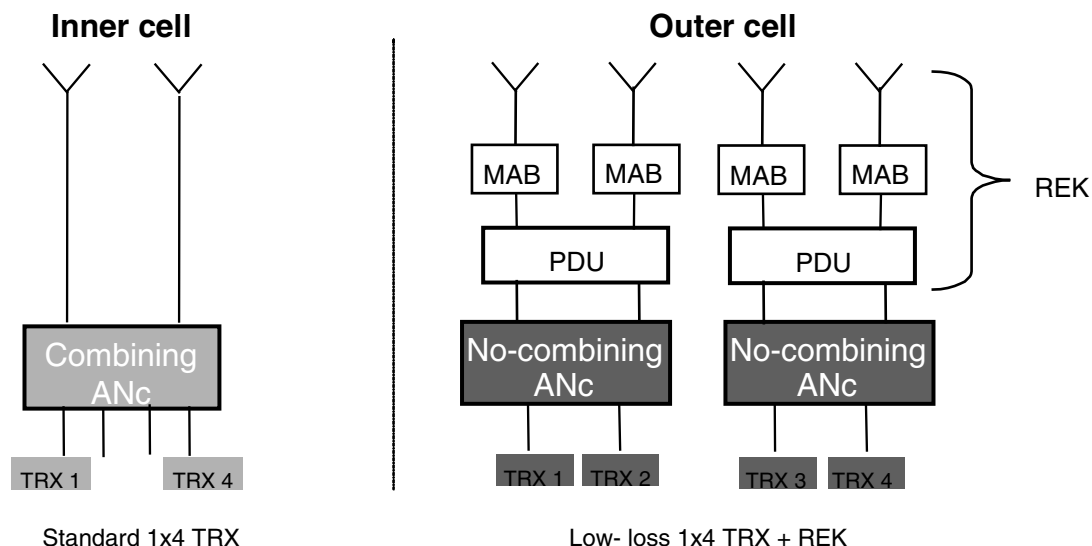 Inner cell
Outer cell
MAB MAB MAB MAB
REK
PDU PDU
Combining
ANc
No-combining
ANc
No-combining
ANc
TRX 1 TRX 4 TRX 1 TRX 2 TRX 3 TRX 4
Standard 1x4 TRX
Low- loss 1x4 TRX + REK